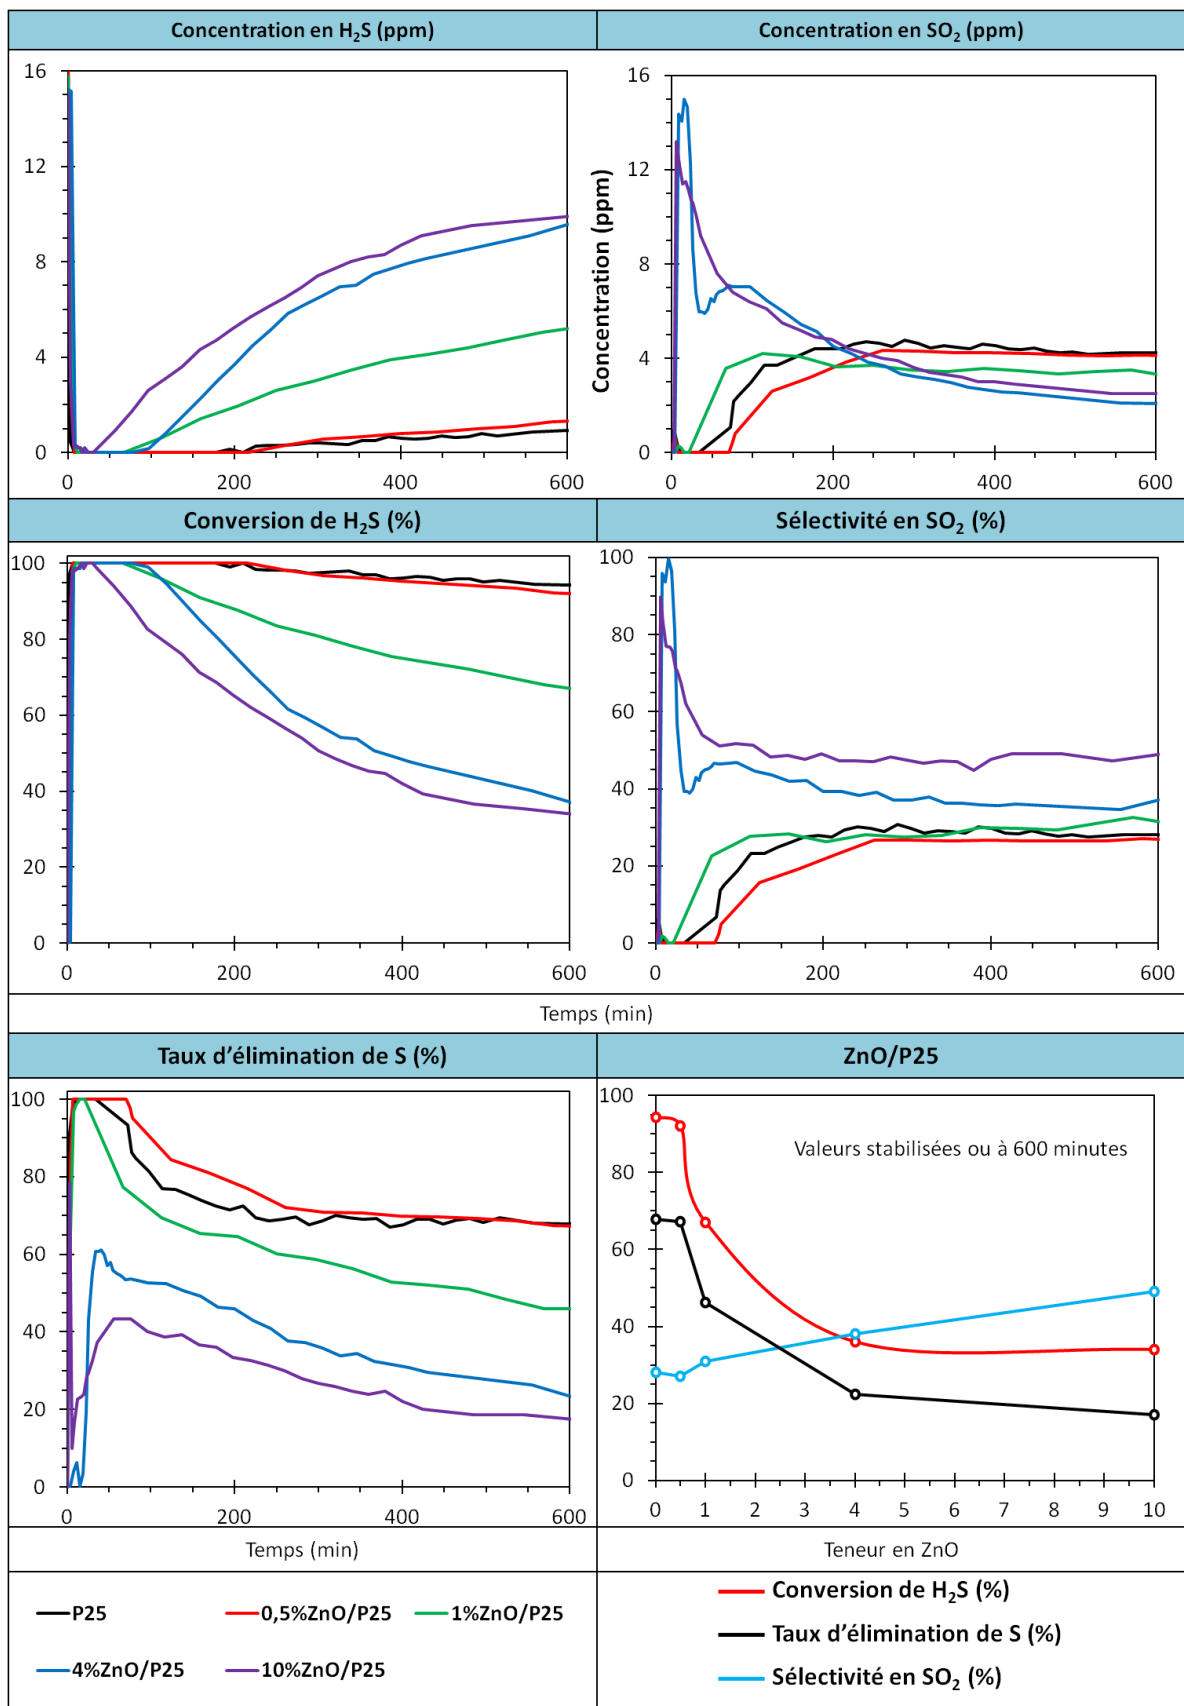 Concentration en H₂S (ppm)
Concentration en SO₂ (ppm)
16
12
8
4
0
0 200 400 600
Concentration (ppm)
16
12
8
4
0
0 200 400 600
Conversion de H₂S (%)
Sélectivité en SO₂ (%)
100
80
60
40
20
0
0 200 400 600
100
80
60
40
20
0
0 200 400 600
Temps (min)
Taux d’élimination de S (%)
ZnO/P25
100
80
60
40
20
0
0 200 400 600
Valeurs stabilisées ou à 600 minutes
100
80
60
40
20
0
0 1 2 3 4 5 6 7 8 9 10
Temps (min)
Teneur en ZnO
P25
0,5%ZnO/P25
1%ZnO/P25
4%ZnO/P25
10%ZnO/P25
Conversion de H₂S (%)
Taux d’élimination de S (%)
Sélectivité en SO₂ (%)